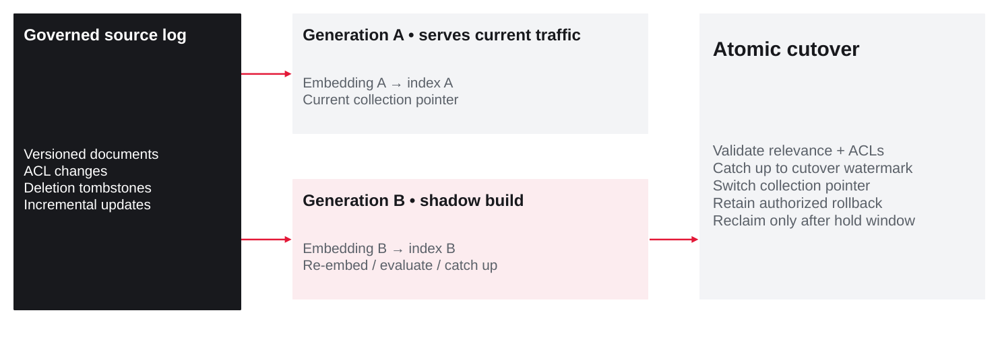 Governed source log
Versioned documents
ACL changes
Deletion tombstones
Incremental updates
Generation A • serves current traffic
Embedding A → index A
Current collection pointer
Generation B • shadow build
Embedding B → index B
Re-embed / evaluate / catch up
Atomic cutover
Validate relevance + ACLs
Catch up to cutover watermark
Switch collection pointer
Retain authorized rollback
Reclaim only after hold window